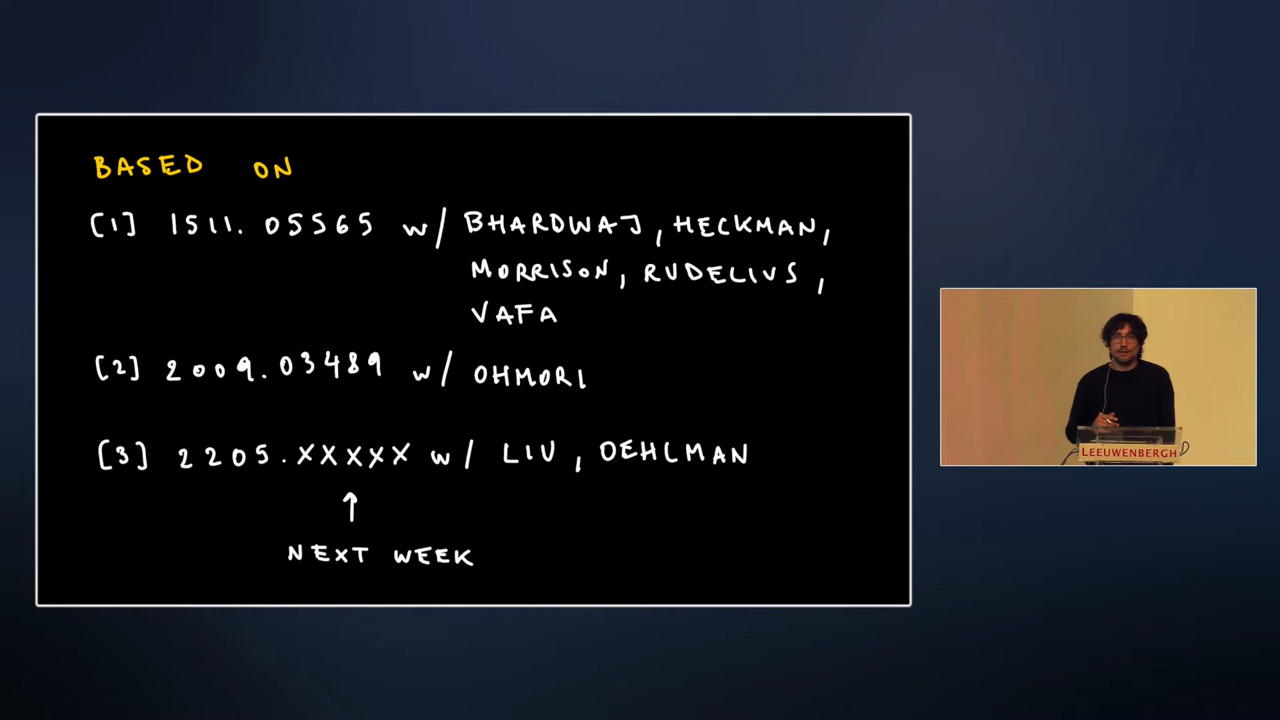 BASED ON
[1] 1511.05565 w/ BHARDWAJ, HECKMAN,
MORRISON, RUDELIUS,
VAFA
[2] 2009.03489 w/ OHMORI
[3] 2205.XXXXX w/ LIU, OEHLMAN
↑
NEXT WEEK
LEEUWENBERGH